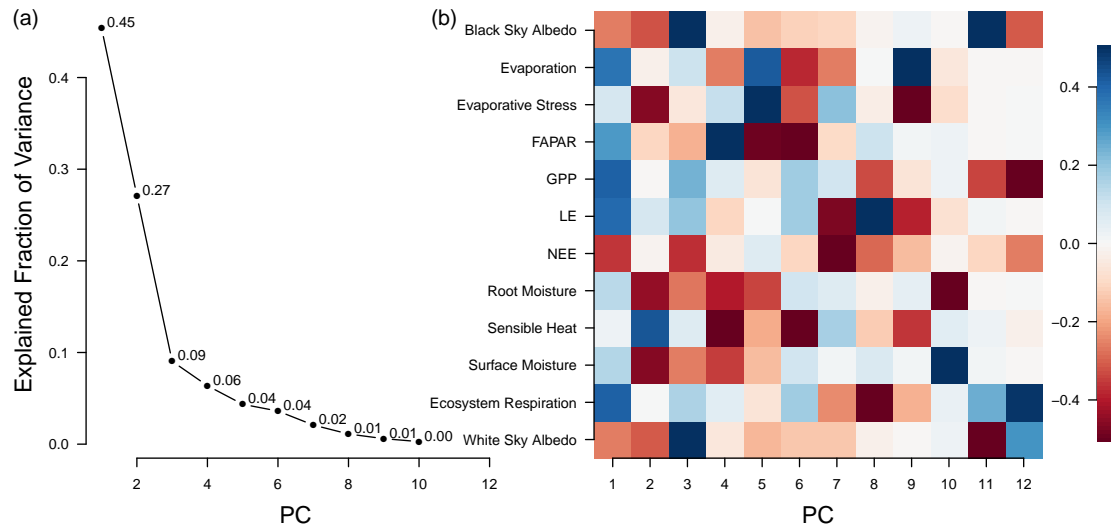 (a)
0.45
0.27
0.09
0.06
0.04
0.04
0.02
0.01
0.01
0.00
Explained Fraction of Variance
0.4
0.3
0.2
0.1
0.0
2 4 6 8 10 12
PC
(b)
Black Sky Albedo
Evaporation
Evaporative Stress
FAPAR
GPP
LE
NEE
Root Moisture
Sensible Heat
Surface Moisture
Ecosystem Respiration
White Sky Albedo
1 2 3 4 5 6 7 8 9 10 11 12
PC
0.4
0.2
0.0
−0.2
−0.4